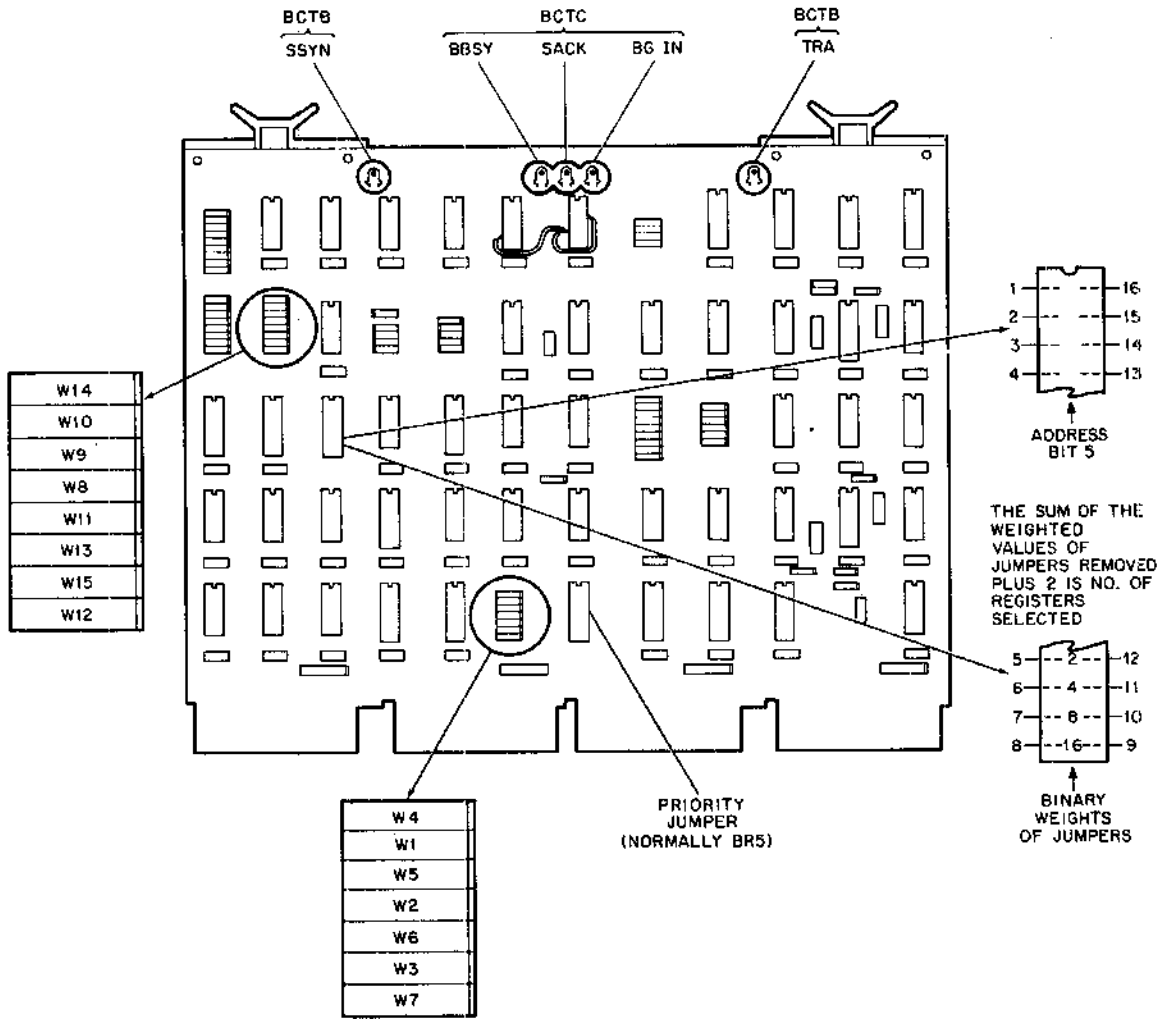 BCTB
BCTC
BCTB
SSYN
BBSY SACK BG IN
TRA
1 16
2 15
3 14
4 13
ADDRESS
BIT 5
W14
W10
W9
W8
W11
W13
W15
W12
THE SUM OF THE
WEIGHTED
VALUES OF
JUMPERS REMOVED
PLUS 2 IS NO. OF
REGISTERS
SELECTED
5 2 12
6 4 11
7 8 10
8 16 9
BINARY
WEIGHTS
OF JUMPERS
PRIORITY
JUMPER
(NORMALLY BR5)
W4
W1
W5
W2
W6
W3
W7